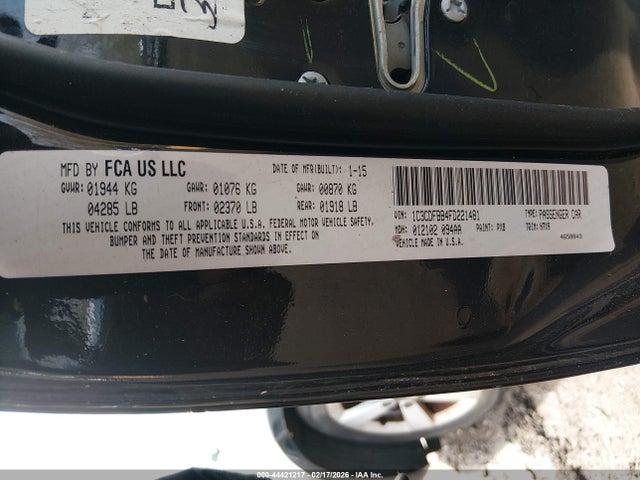 MFD BY FCA US LLC
DATE OF MFR(BUILT): 1-15
GVWR: 01944 KG GAWR: 01076 KG GAWR: 00870 KG
04285 LB FRONT: 02370 LB REAR: 01918 LB
THIS VEHICLE CONFORMS TO ALL APPLICABLE U.S.A. FEDERAL MOTOR VEHICLE SAFETY,
BUMPER AND THEFT PREVENTION STANDARDS IN EFFECT ON
THE DATE OF MANUFACTURE SHOWN ABOVE.
VIN: 1C3CDFBB4FD221481 TYPE: PASSENGER CAR
MDH: 012102 094AA PAINT: PXB TRIM: HRV9
VEHICLE MADE IN U.S.A. 4650843
000-44421217 - 02/17/2026 - IAA Inc.